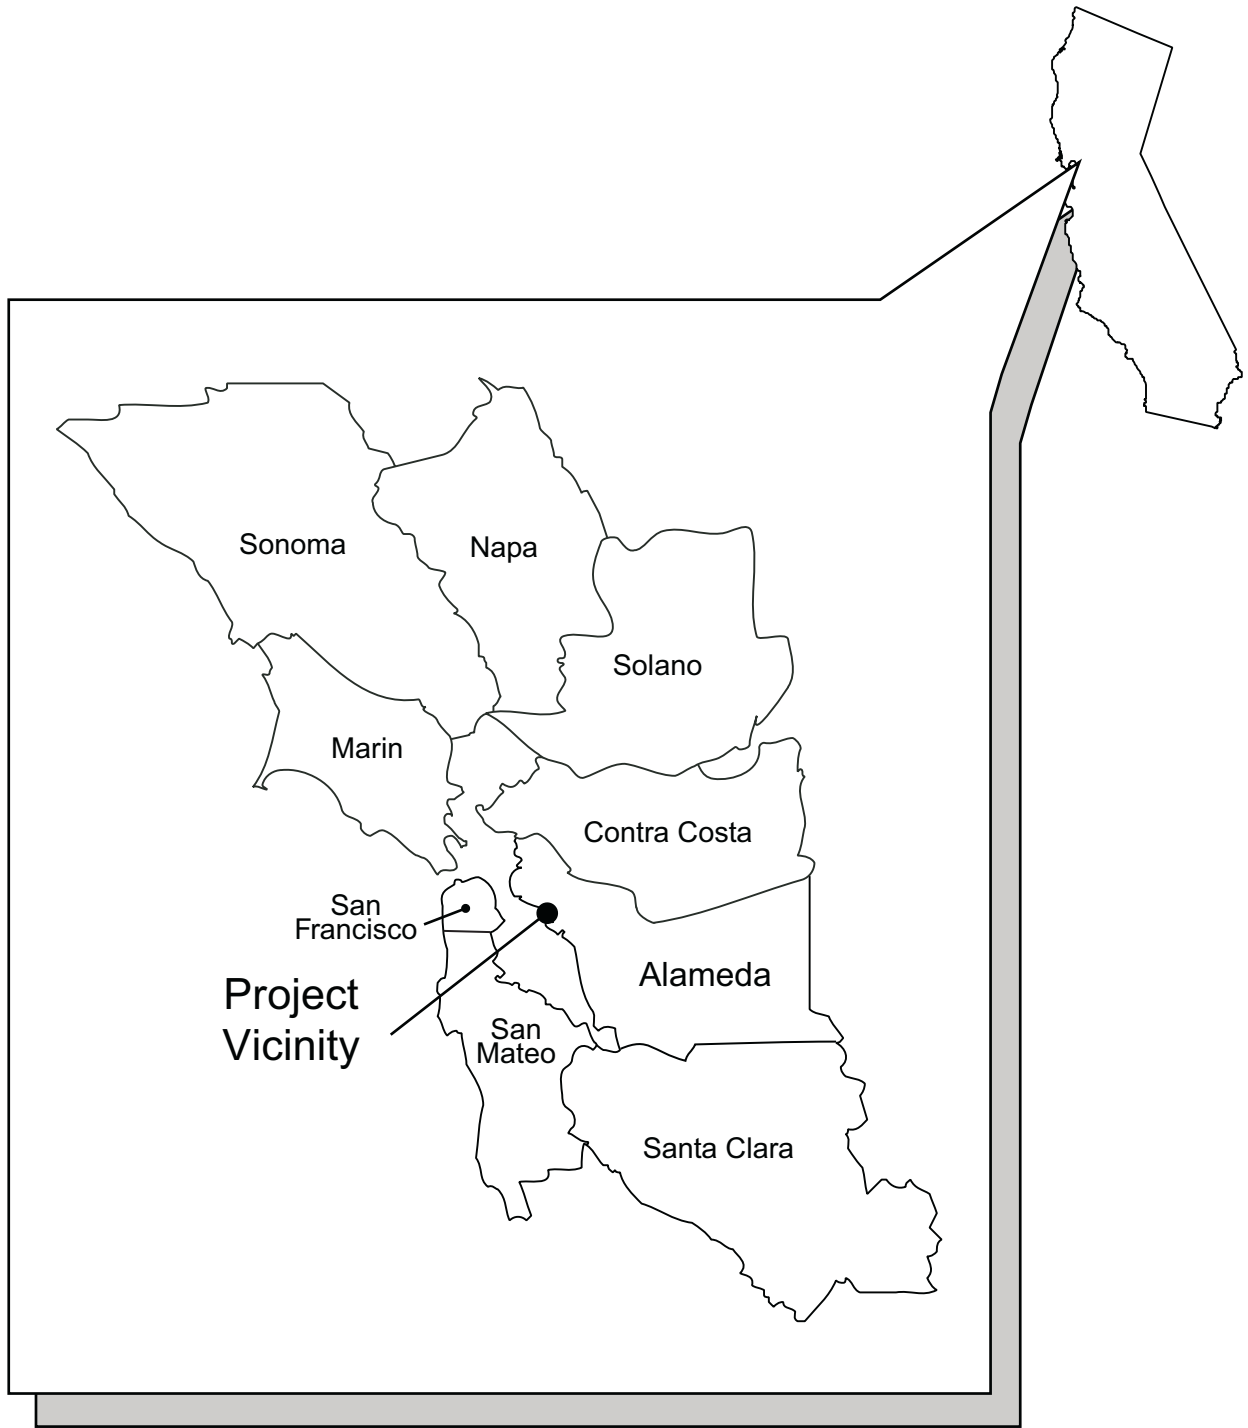 Sonoma
Napa
Solano
Marin
Contra Costa
San
Francisco
Alameda
Project
Vicinity
San
Mateo
Santa Clara